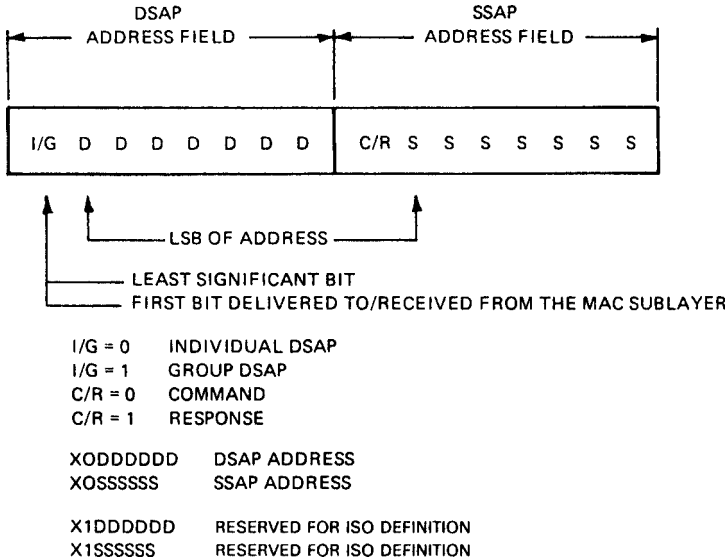 DSAP SSAP
ADDRESS FIELD ADDRESS FIELD
I/G D D D D D D D C/R S S S S S S S
LSB OF ADDRESS
LEAST SIGNIFICANT BIT
FIRST BIT DELIVERED TO/RECEIVED FROM THE MAC SUBLAYER
I/G = 0 INDIVIDUAL DSAP
I/G = 1 GROUP DSAP
C/R = 0 COMMAND
C/R = 1 RESPONSE
X0DDDDDD DSAP ADDRESS
X0SSSSSS SSAP ADDRESS
X1DDDDDD RESERVED FOR ISO DEFINITION
X1SSSSSS RESERVED FOR ISO DEFINITION